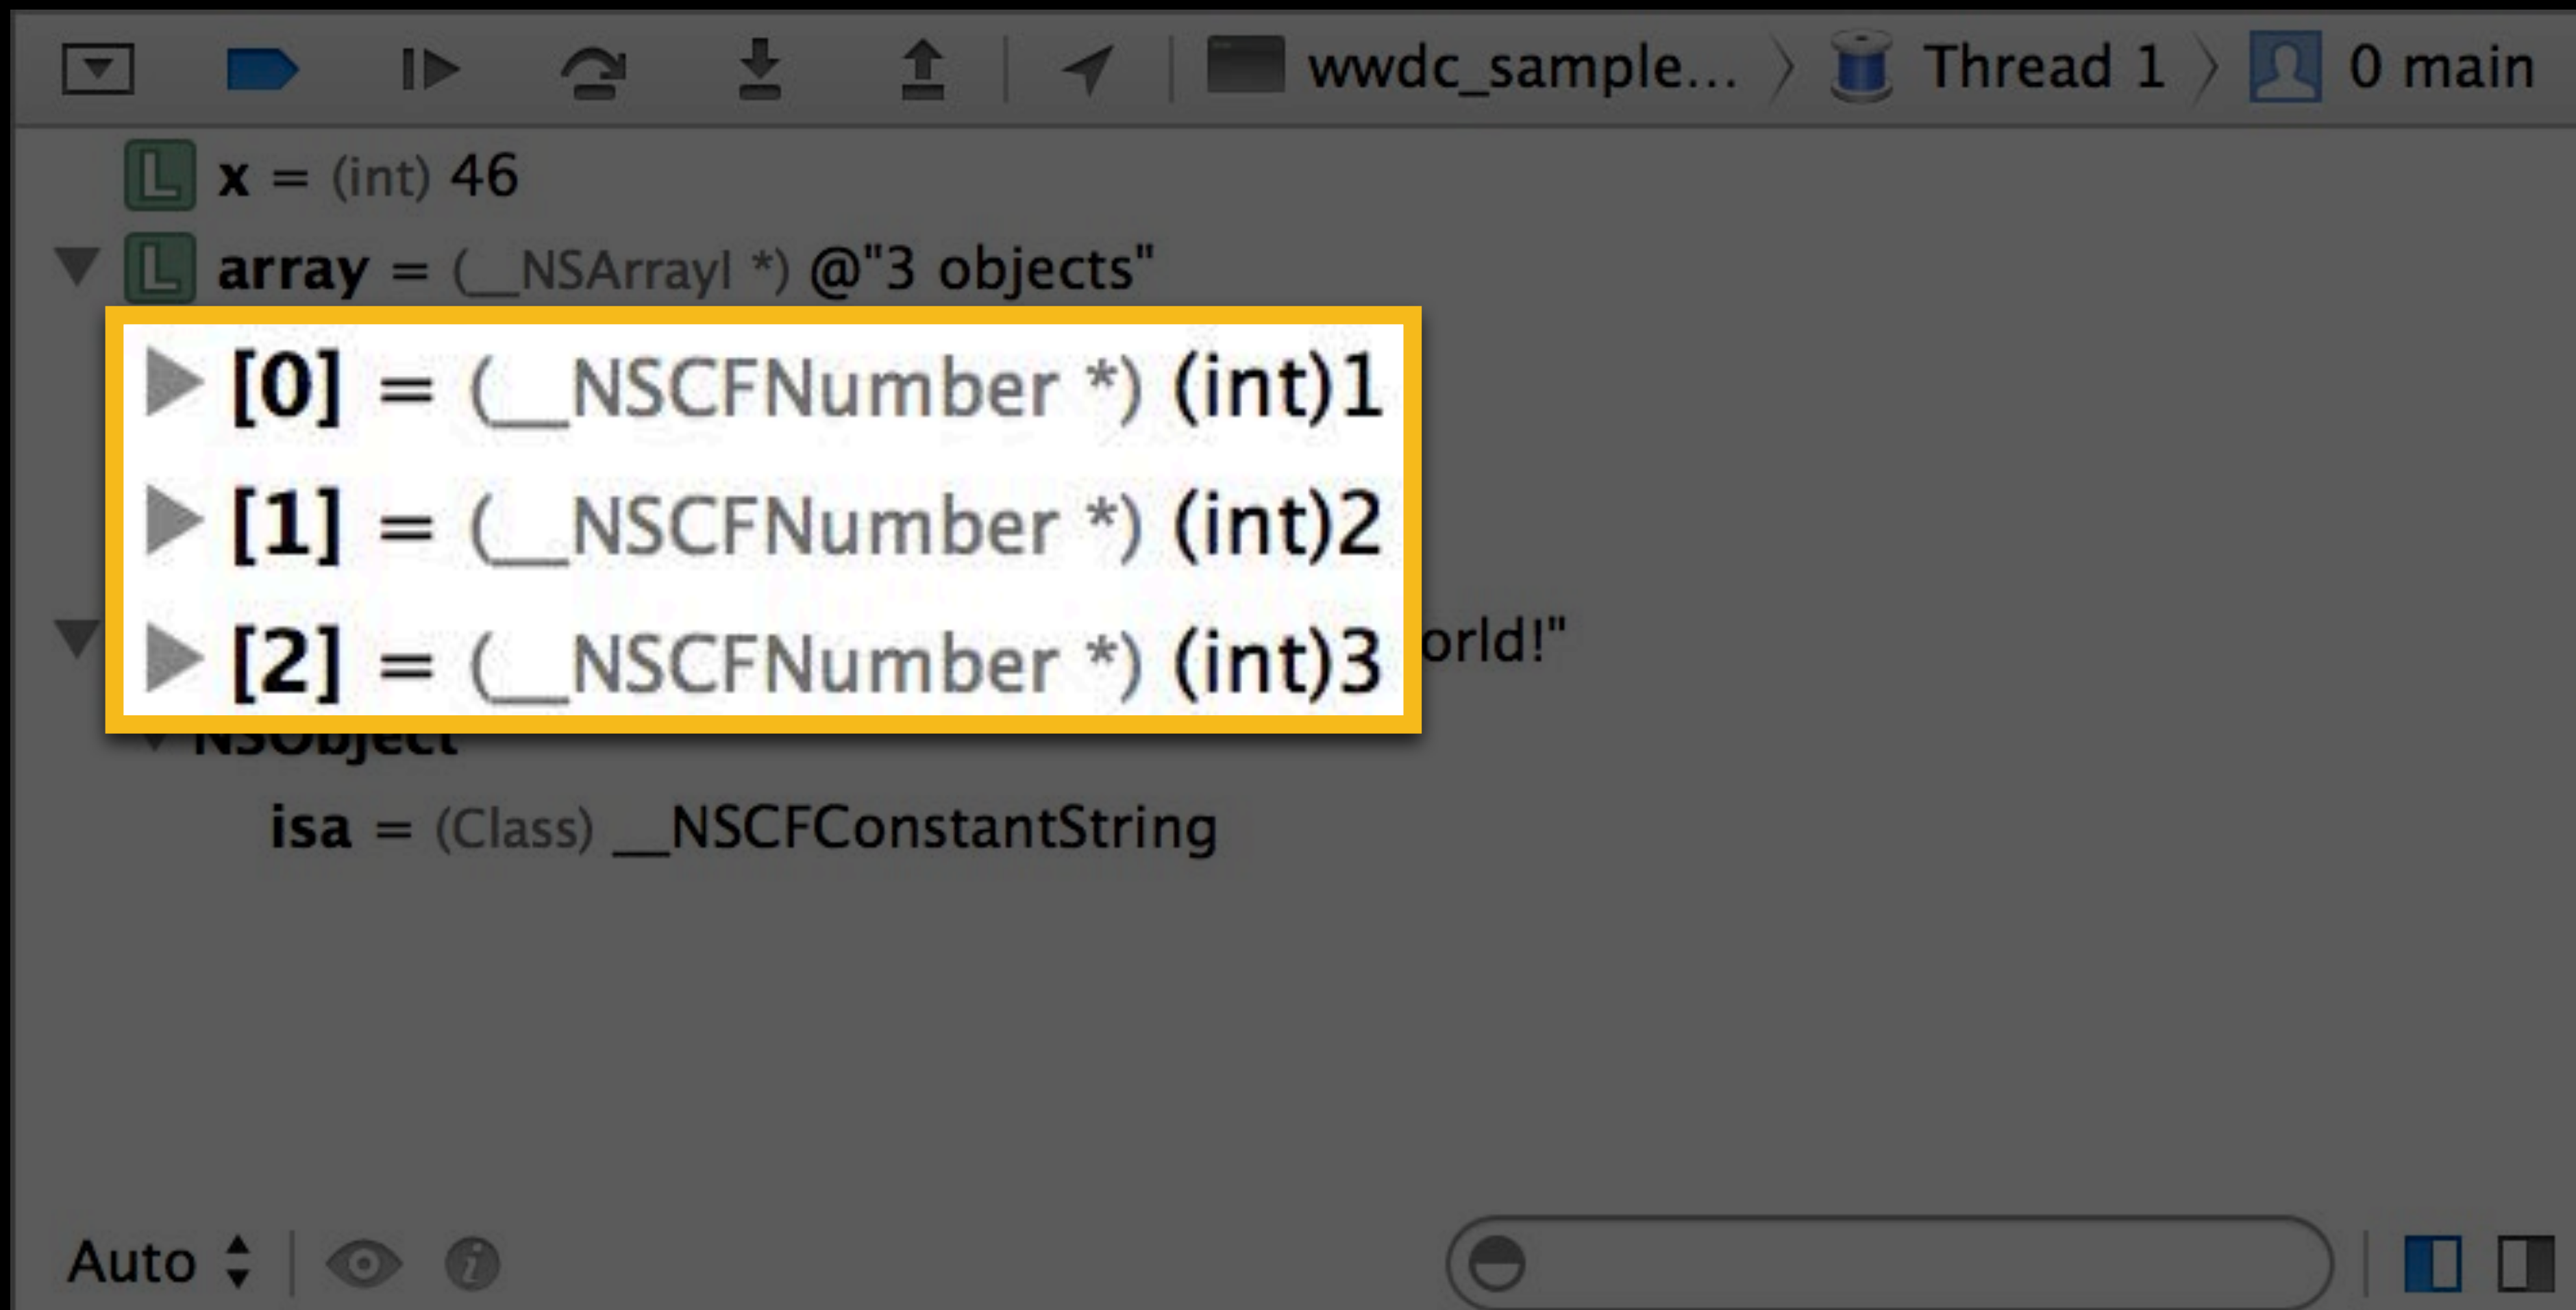 wwdc_sample... Thread 1 0 main
L x = (int) 46
L array = (__NSArrayI *) @"3 objects"
[0] = (__NSCFNumber *) (int)1
[1] = (__NSCFNumber *) (int)2
[2] = (__NSCFNumber *) (int)3
orld!"
NSObject
isa = (Class) __NSCFConstantString
Auto